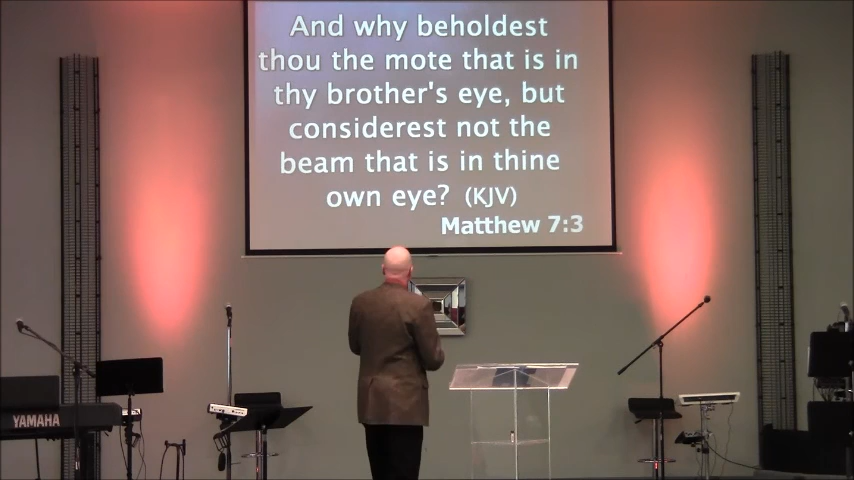 And why beholdest
thou the mote that is in
thy brother's eye, but
considerest not the
beam that is in thine
own eye? (KJV)
Matthew 7:3
YAMAHA